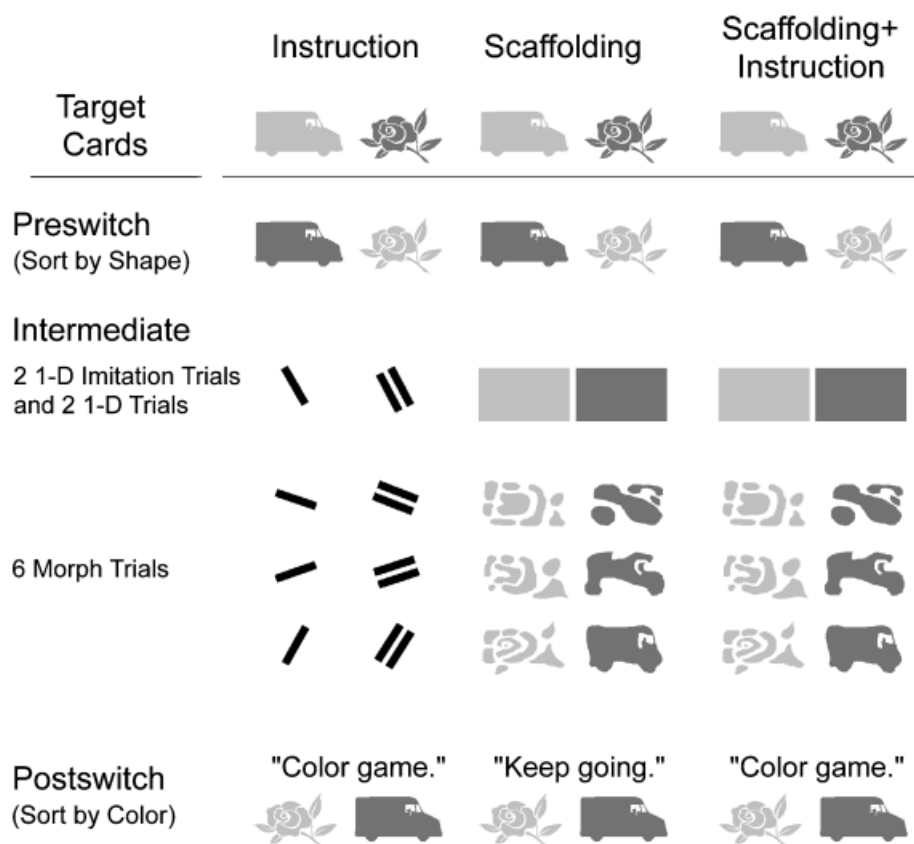 Instruction
Scaffolding
Scaffolding+
Instruction
Target
Cards
Preswitch
(Sort by Shape)
Intermediate
2 1-D Imitation Trials
and 2 1-D Trials
6 Morph Trials
Postswitch
(Sort by Color)
"Color game."
"Keep going."
"Color game."